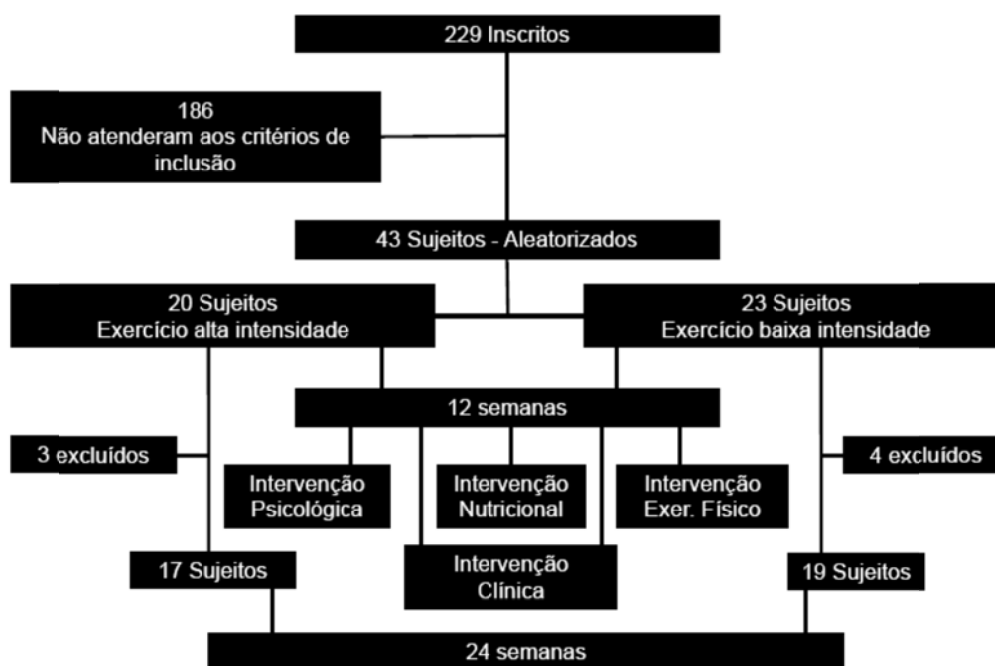 229 Inscritos
186
Não atenderam aos critérios de
inclusão
43 Sujeitos - Aleatorizados
20 Sujeitos
Exercício alta intensidade
23 Sujeitos
Exercício baixa intensidade
12 semanas
3 excluídos
4 excluídos
Intervenção
Psicológica
Intervenção
Nutricional
Intervenção
Exer. Físico
Intervenção
Clínica
17 Sujeitos
19 Sujeitos
24 semanas